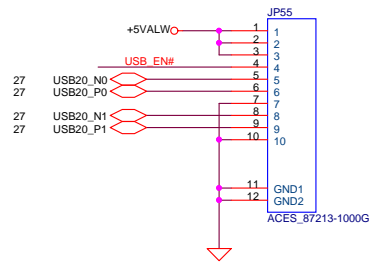 JP55
+5VALW 1 1
2 2
3 3
USB_EN# 4 4
27 USB20_N0 5 5
27 USB20_P0 6 6
7 7
27 USB20_N1 8 8
27 USB20_P1 9 9
10 10
11 GND1
12 GND2
ACES_87213-1000G